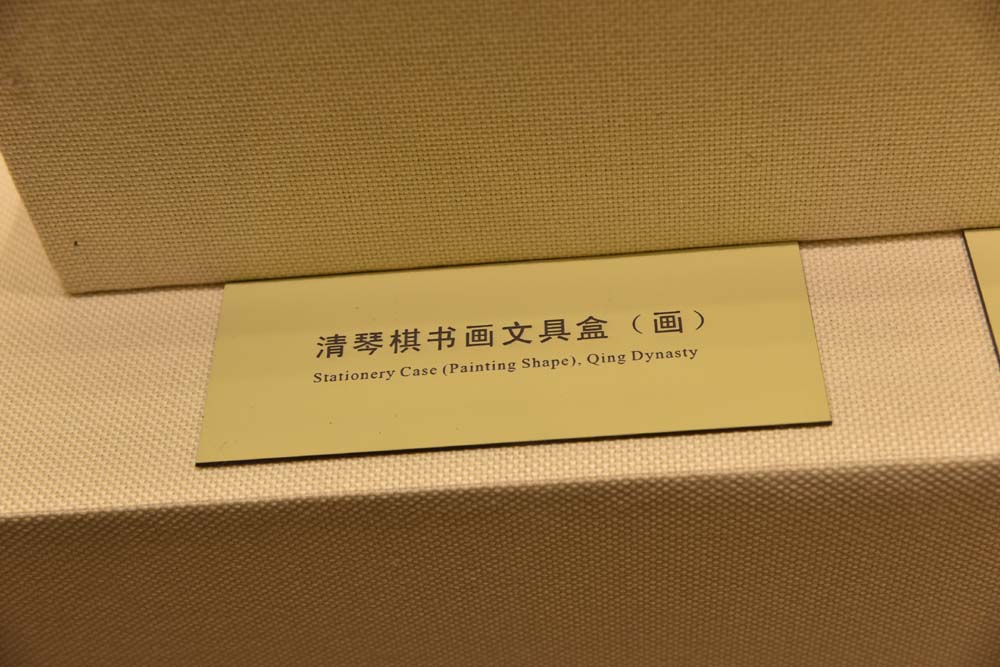 清琴棋书画文具盒（画）
Stationery Case (Painting Shape), Qing Dynasty